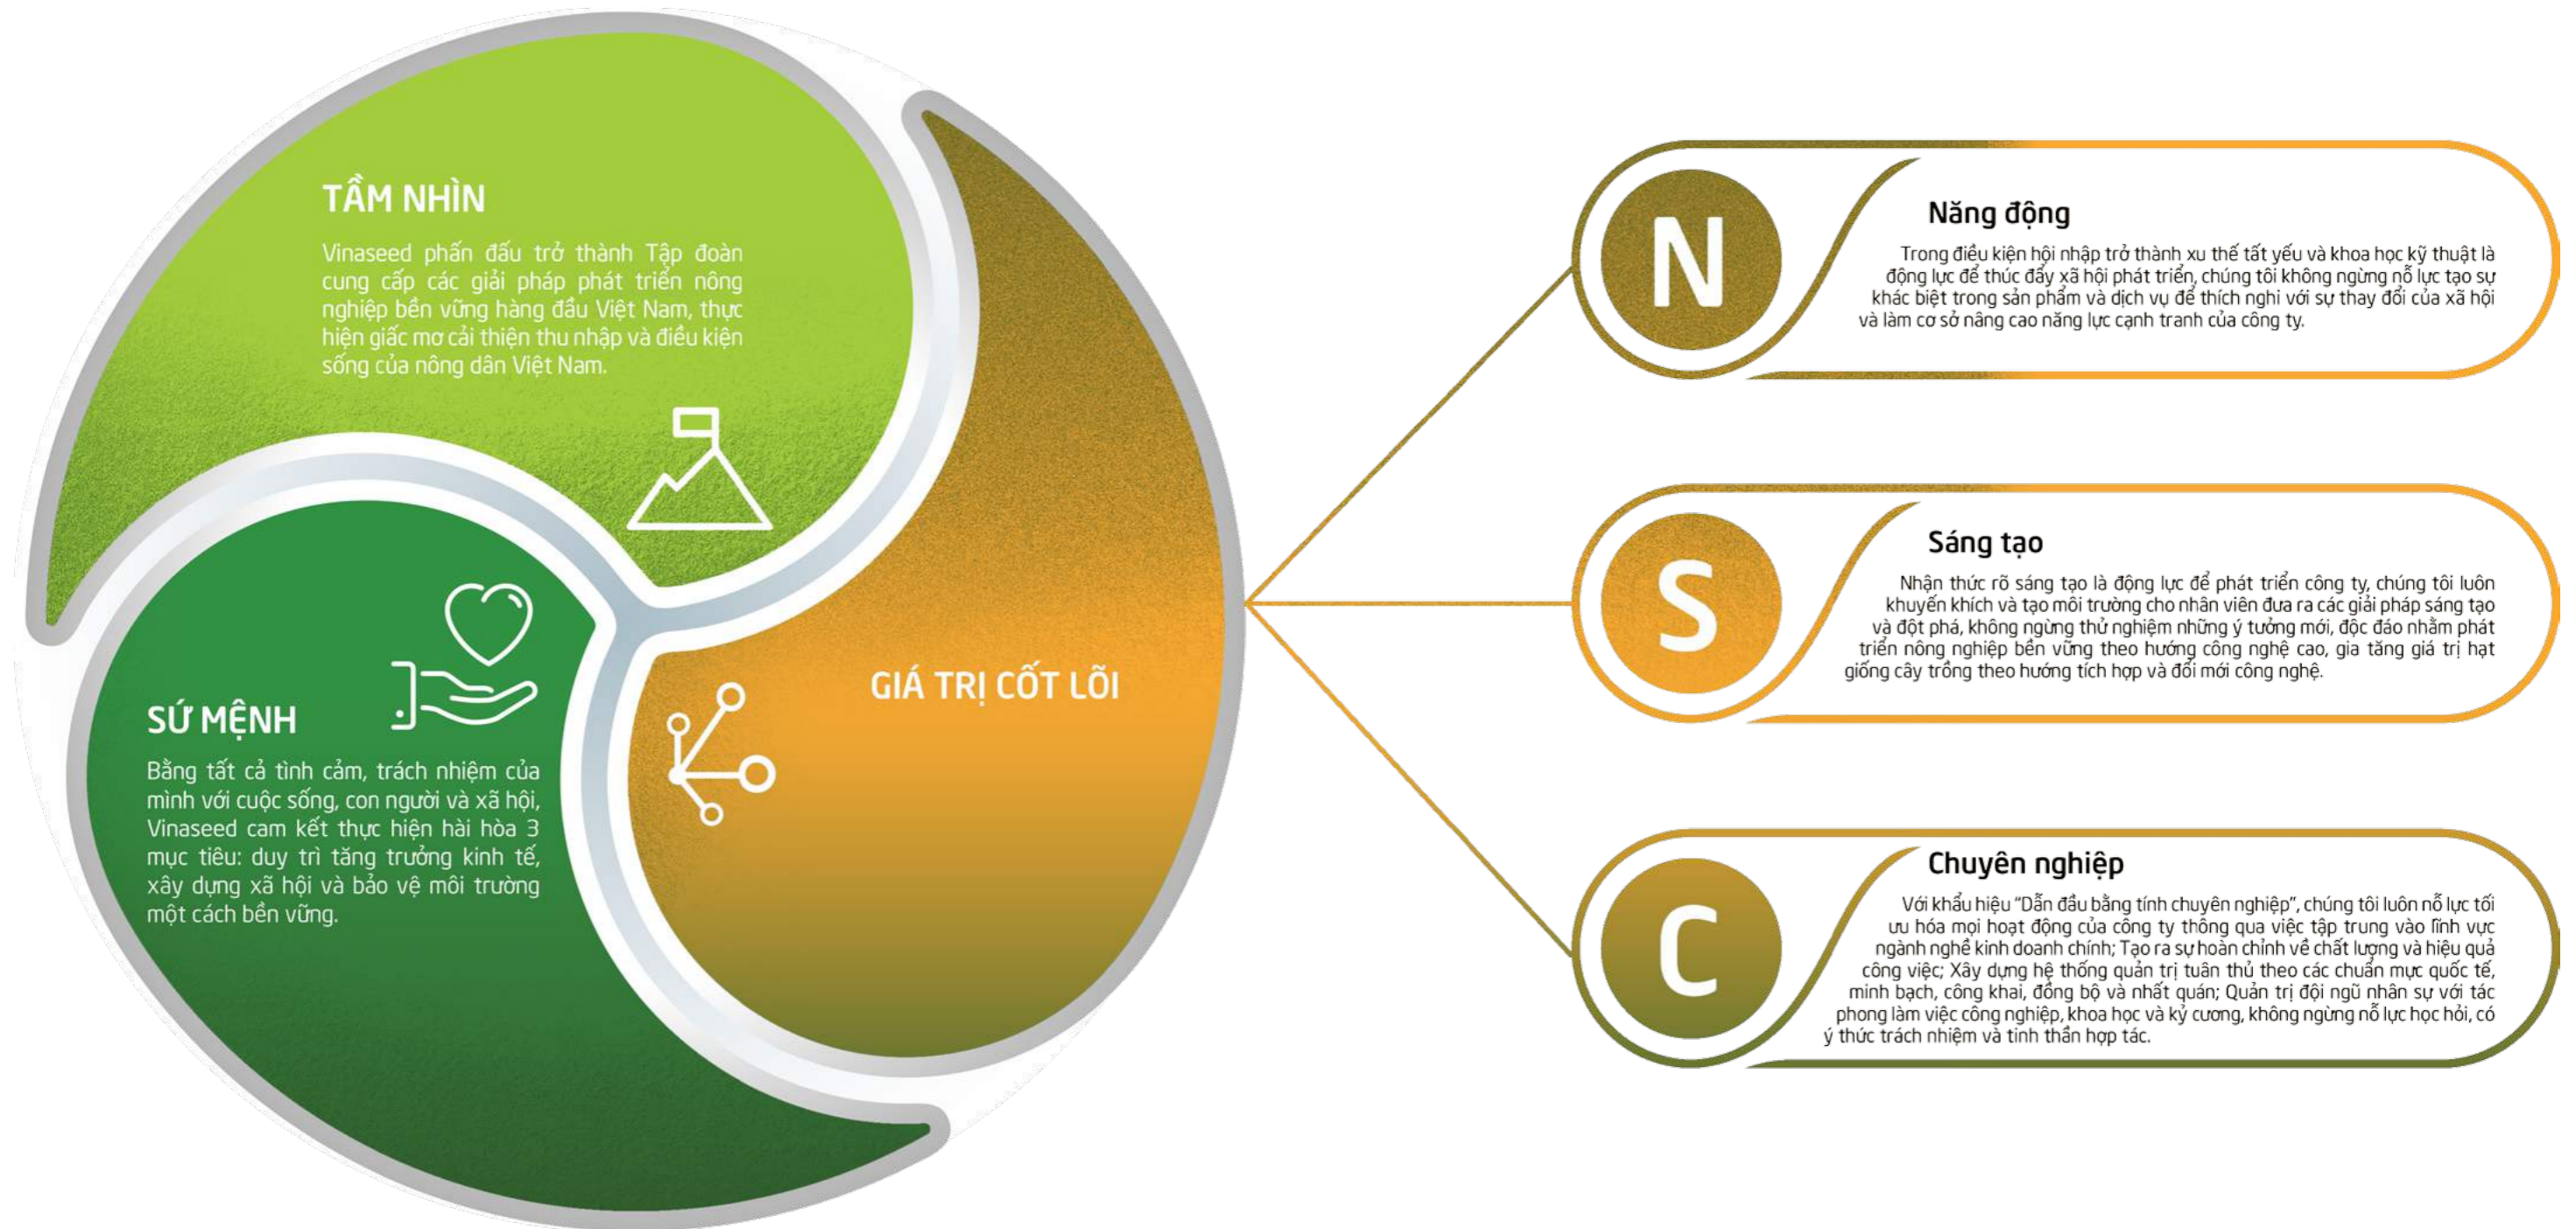 TẦM NHÌN
Vinaseed phấn đấu trở thành Tập đoàn
cung cấp các giải pháp phát triển nông
nghiệp bền vững hàng đầu Việt Nam, thực
hiện giấc mơ cải thiện thu nhập và điều kiện
sống của nông dân Việt Nam.
SỨ MỆNH
Bằng tất cả tình cảm, trách nhiệm của
mình với cuộc sống, con người và xã hội,
Vinaseed cam kết thực hiện hài hòa 3
mục tiêu: duy trì tăng trưởng kinh tế,
xây dựng xã hội và bảo vệ môi trường
một cách bền vững.
GIÁ TRỊ CỐT LÕI
N
Năng động
Trong điều kiện hội nhập trở thành xu thế tất yếu và khoa học kỹ thuật là
động lực để thúc đẩy xã hội phát triển, chúng tôi không ngừng nỗ lực tạo sự
khác biệt trong sản phẩm và dịch vụ để thích nghi với sự thay đổi của xã hội
và làm cơ sở nâng cao năng lực cạnh tranh của công ty.
S
Sáng tạo
Nhận thức rõ sáng tạo là động lực để phát triển công ty, chúng tôi luôn
khuyến khích và tạo môi trường cho nhân viên đưa ra các giải pháp sáng tạo
và đột phá, không ngừng thử nghiệm những ý tưởng mới, độc đáo nhằm phát
triển nông nghiệp bền vững theo hướng công nghệ cao, gia tăng giá trị hạt
giống cây trồng theo hướng tích hợp và đổi mới công nghệ.
C
Chuyên nghiệp
Với khẩu hiệu “Dẫn đầu bằng tính chuyên nghiệp”, chúng tôi luôn nỗ lực tối
ưu hóa mọi hoạt động của công ty thông qua việc tập trung vào lĩnh vực
ngành nghề kinh doanh chính; Tạo ra sự hoàn chỉnh về chất lượng và hiệu quả
công việc; Xây dựng hệ thống quản trị tuân thủ theo các chuẩn mực quốc tế,
minh bạch, công khai, đồng bộ và nhất quán; Quản trị đội ngũ nhân sự với tác
phong làm việc công nghiệp, khoa học và kỷ cương, không ngừng nỗ lực học hỏi, có
ý thức trách nhiệm và tinh thần hợp tác.